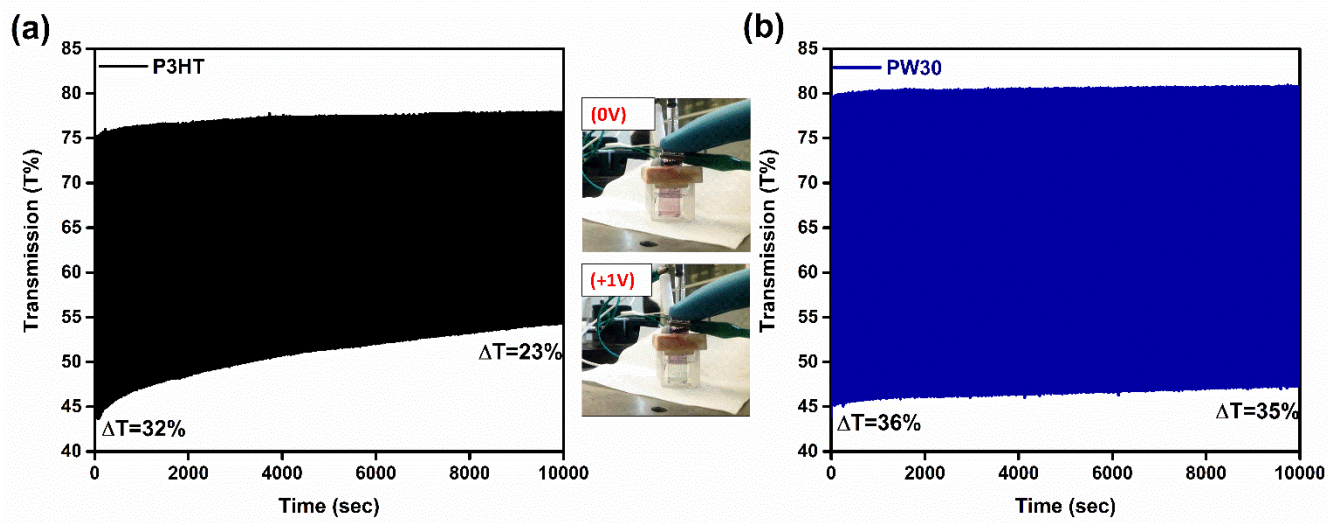 (a)
P3HT
85
80
75
70
65
60
55
50
45
40
Transmission (T%)
ΔT=32%
ΔT=23%
0
2000
4000
6000
8000
10000
Time (sec)
(0V)
(+1V)
(b)
PW30
85
80
75
70
65
60
55
50
45
40
Transmission (T%)
ΔT=36%
ΔT=35%
0
2000
4000
6000
8000
10000
Time (sec)